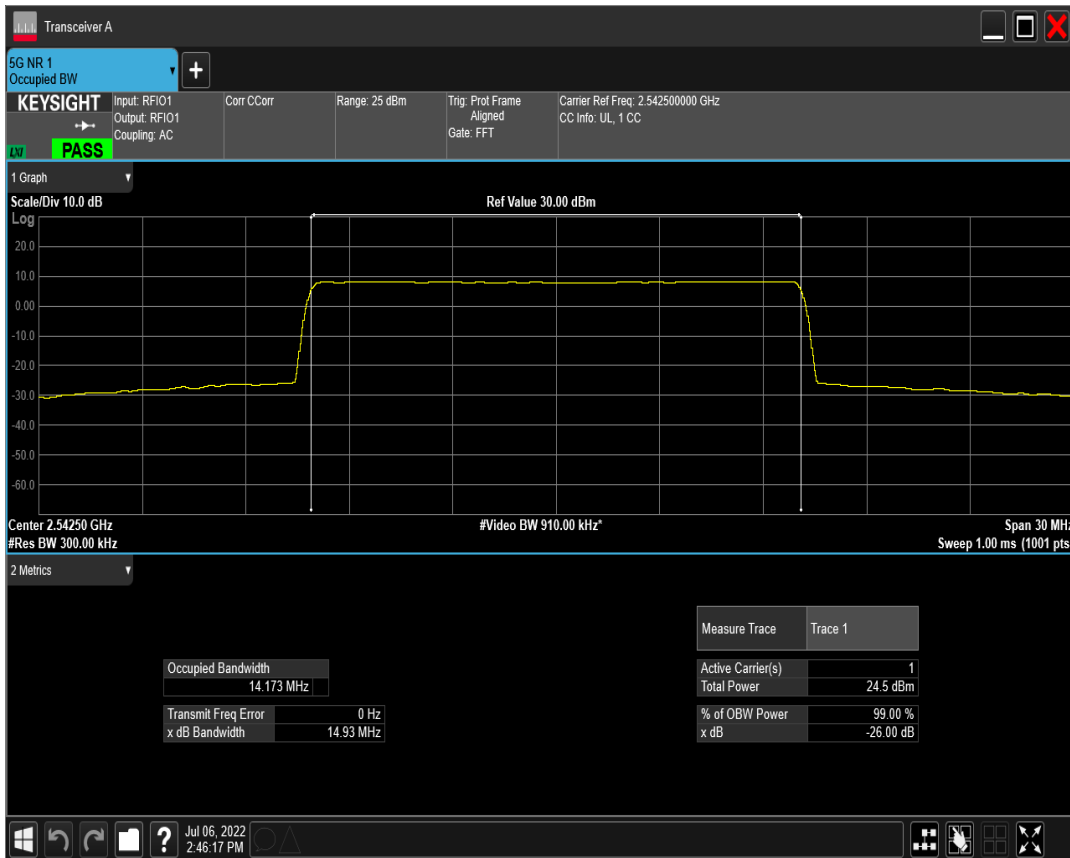 Transceiver A
5G NR 1
Occupied BW
KEYSIGHT
Input: RFIO1
Output: RFIO1
Coupling: AC
Corr CCorr
Range: 25 dBm
Trig: Prot Frame
Aligned
Gate: FFT
Carrier Ref Freq: 2.542500000 GHz
CC Info: UL, 1 CC
LXI
PASS
1 Graph
Scale/Div 10.0 dB
Ref Value 30.00 dBm
Log
20.0
10.0
0.00
-10.0
-20.0
-30.0
-40.0
-50.0
-60.0
Center 2.54250 GHz
#Video BW 910.00 kHz*
Span 30 MHz
#Res BW 300.00 kHz
Sweep 1.00 ms (1001 pts
2 Metrics
Measure Trace Trace 1
Occupied Bandwidth
14.173 MHz
Active Carrier(s) 1
Total Power 24.5 dBm
Transmit Freq Error 0 Hz
x dB Bandwidth 14.93 MHz
% of OBW Power 99.00 %
x dB -26.00 dB
?
Jul 06, 2022
2:46:17 PM